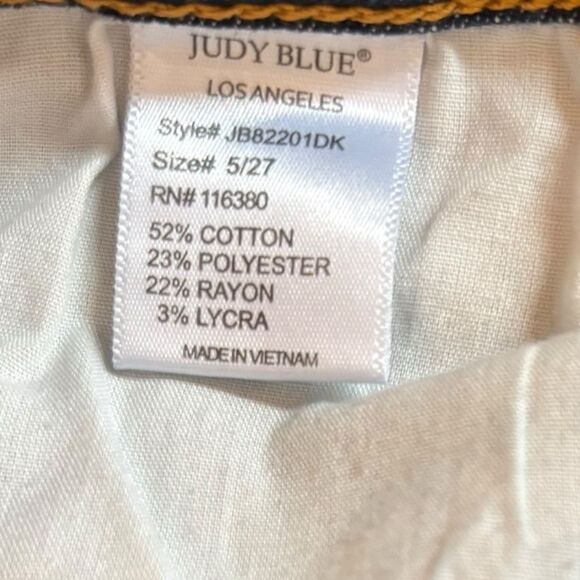 JUDY BLUE®
LOS ANGELES
Style# JB82201DK
Size# 5/27
RN# 116380
52% COTTON
23% POLYESTER
22% RAYON
3% LYCRA
MADE IN VIETNAM